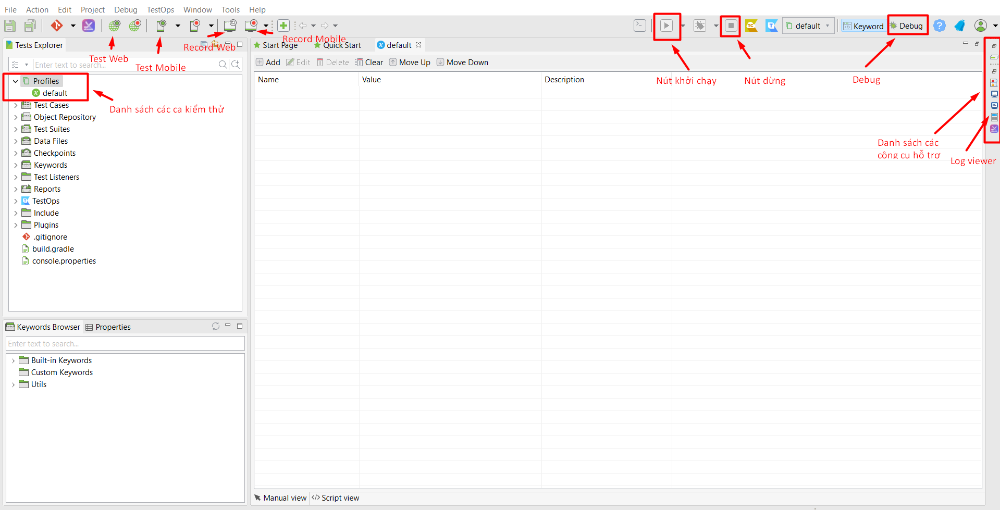 File Action Edit Project Debug TestOps Window Tools Help
default Keyword Debug
Tests Explorer
Record Web
Record Mobile
Start Page Quick Start default
Test Web
Test Mobile
Enter text to search...
Add Edit Delete Clear Move Up Move Down
Name Value Description
Nút khởi chạy
Nút dừng
Debug
Profiles
default
Danh sách các ca kiểm thử
Test Cases
Object Repository
Test Suites
Data Files
Checkpoints
Keywords
Test Listeners
Reports
TestOps
Include
Plugins
.gitignore
build.gradle
console.properties
Danh sách các
công cụ hỗ trợ
Log viewer
Keywords Browser Properties
Enter text to search...
Built-in Keywords
Custom Keywords
Utils
Manual view Script view